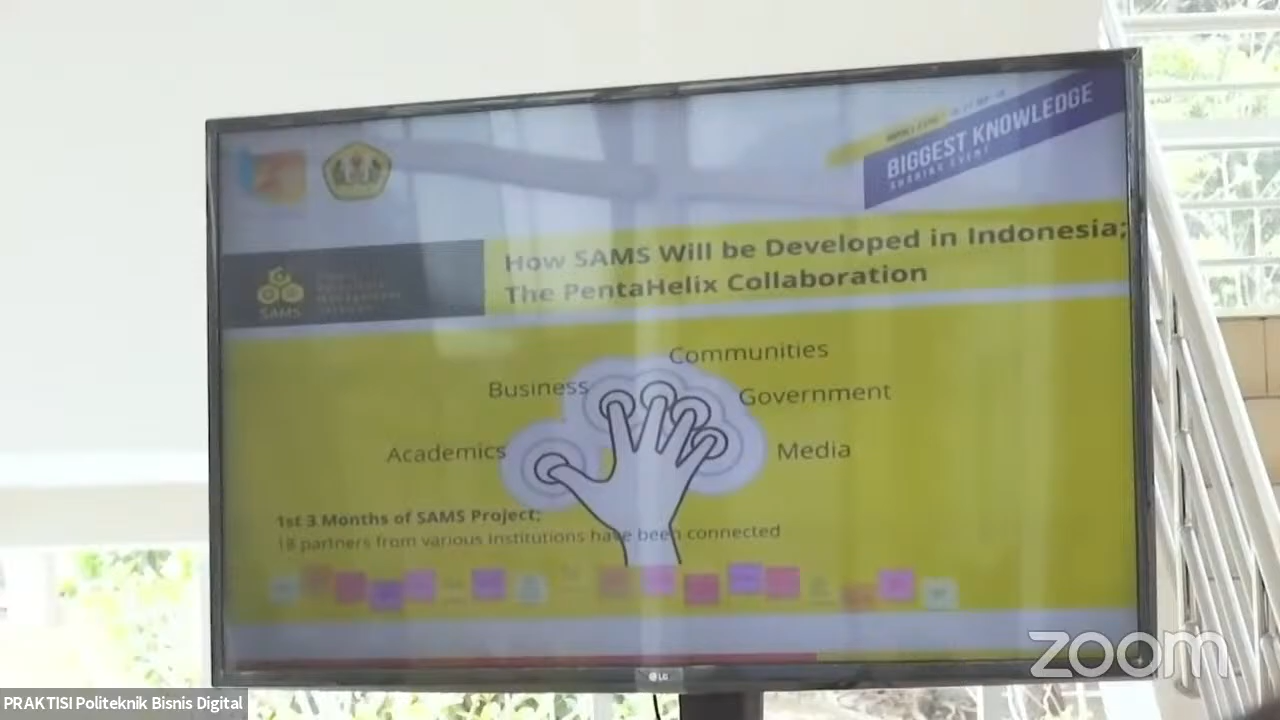 BIGGEST KNOWLEDGE
SHARING EVENT
How SAMS Will be Developed in Indonesia;
The PentaHelix Collaboration
SAMS
Communities
Business
Government
Academics
Media
1st 3 Months of SAMS Project;
18 partners from various institutions have been connected
LG
zoom
PRAKTISI Politeknik Bisnis Digital